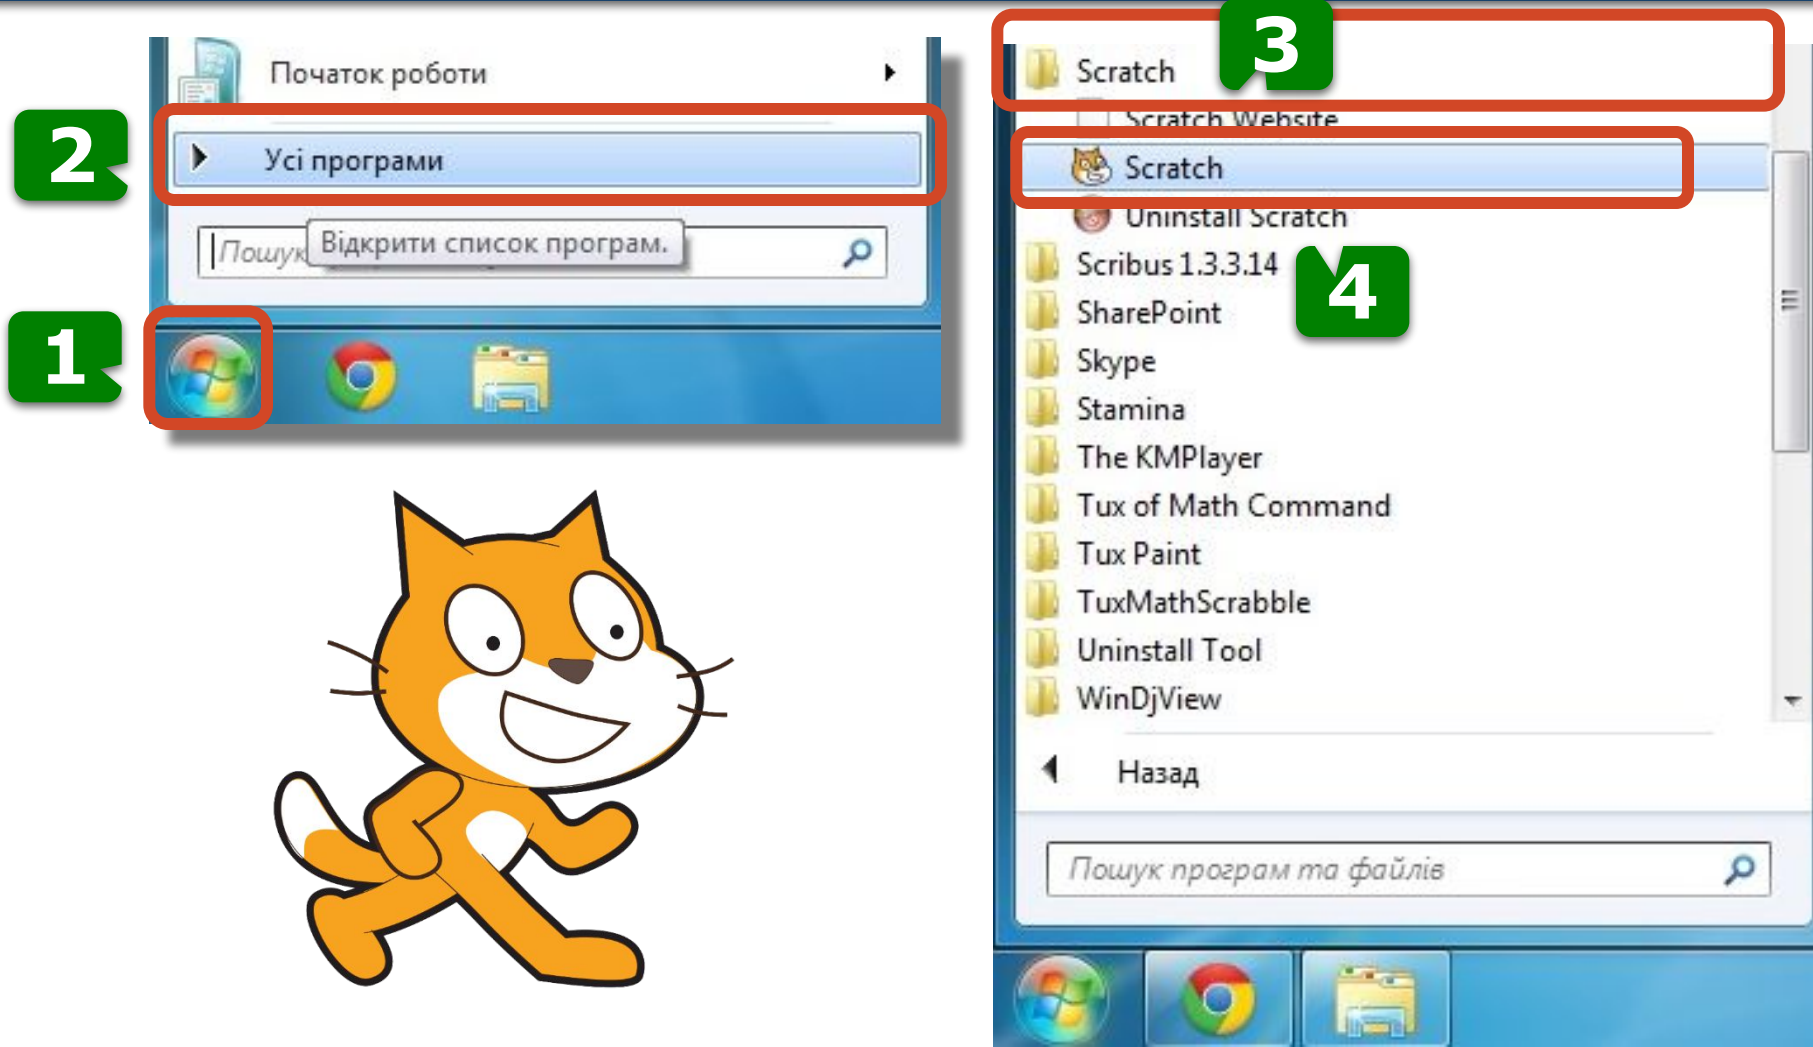 Початок роботи
2
Усі програми
Пошук
Відкрити список програм.
1
3
Scratch
Scratch Website
Scratch
Uninstall Scratch
4
Scribus 1.3.3.14
SharePoint
Skype
Stamina
The KMPlayer
Tux of Math Command
Tux Paint
TuxMathScrabble
Uninstall Tool
WinDjView
Назад
Пошук програм та файлів